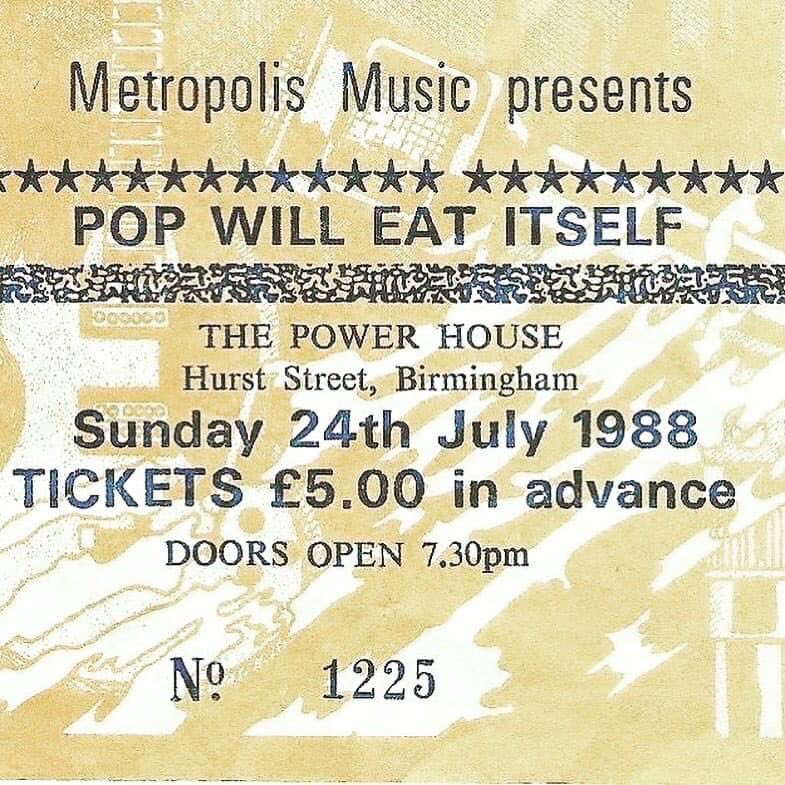 Metropolis Music presents
POP WILL EAT ITSELF
THE POWER HOUSE
Hurst Street, Birmingham
Sunday 24th July 1988
TICKETS £5.00 in advance
DOORS OPEN 7.30pm
Nº 1225